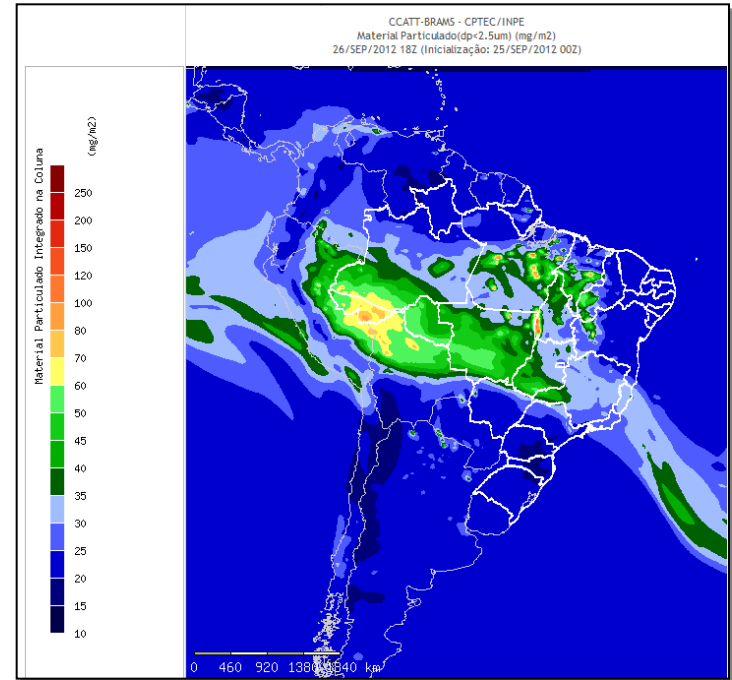 CCATT-BRAMS - CPTEC/INPE
Material Particulado(dp<2.5um) (mg/m2)
26/SEP/2012 18Z (Inicialização: 25/SEP/2012 00Z)
Material Particulado Integrado na Coluna
(mg/m2)
250
200
150
120
100
80
70
60
50
45
40
35
30
25
20
15
10
0 460 920 1380 1840 km